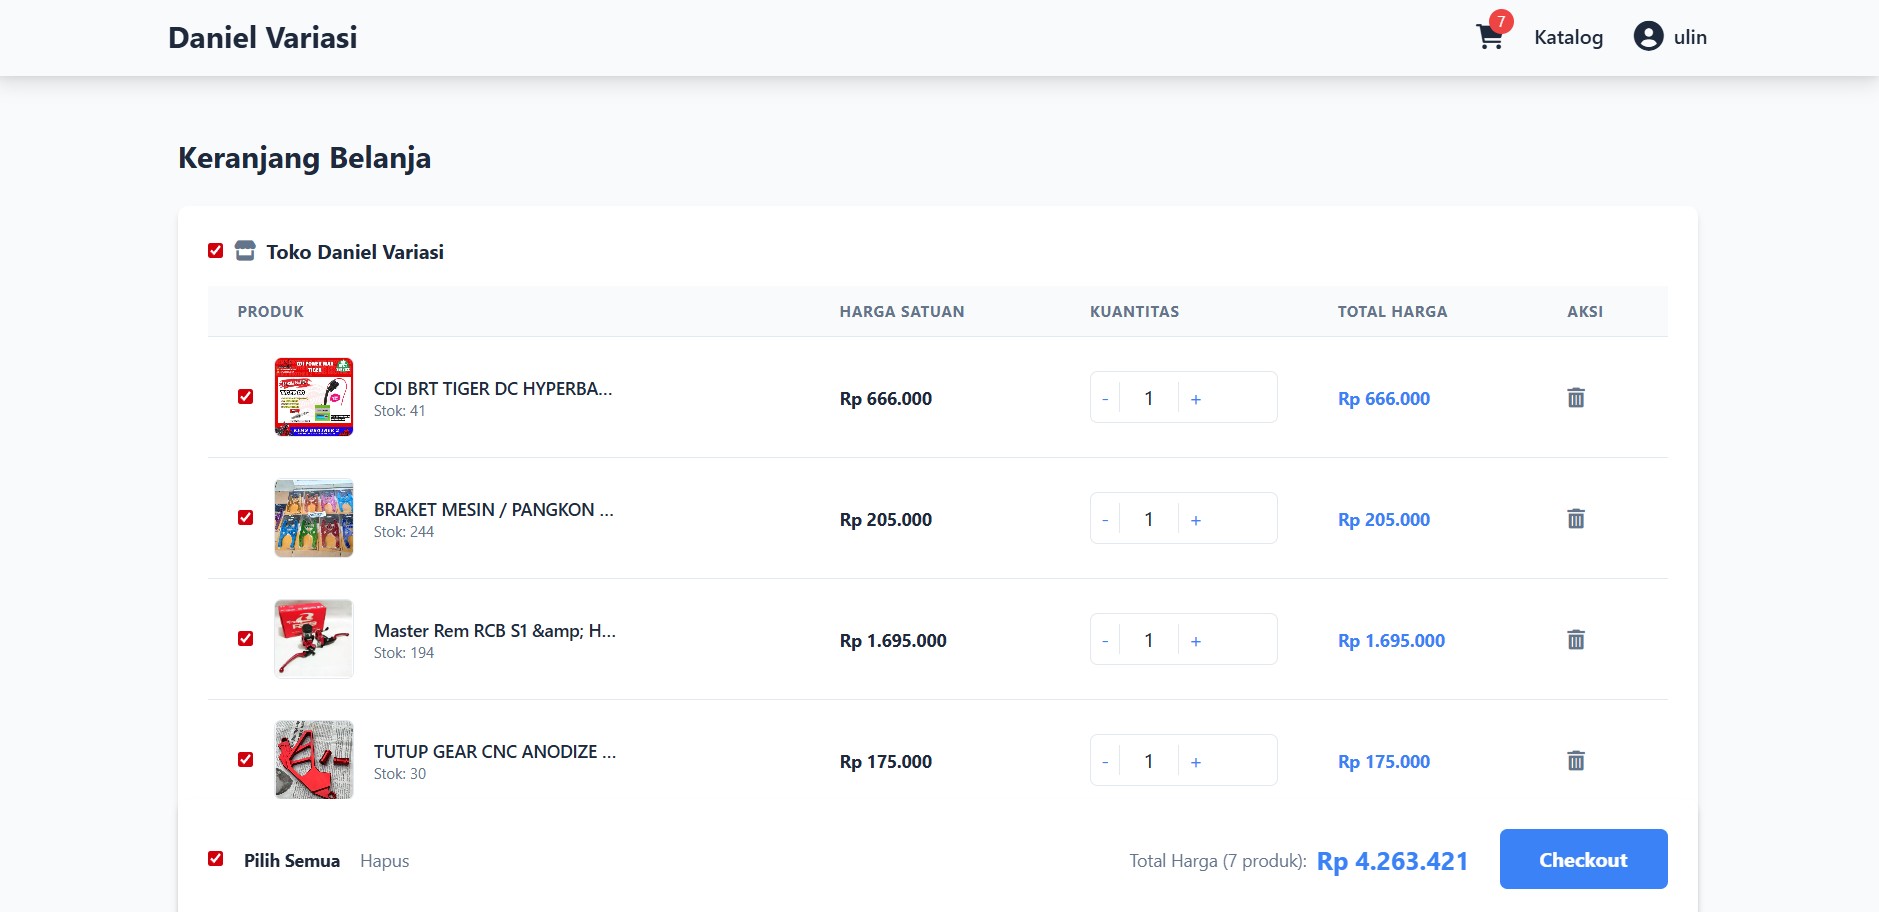 Daniel Variasi
7
Katalog
ulin
Keranjang Belanja
Toko Daniel Variasi
PRODUK HARGA SATUAN KUANTITAS TOTAL HARGA AKSI
CDI BRT TIGER DC HYPERBA...
Stok: 41
Rp 666.000
- 1 +
Rp 666.000
BRAKET MESIN / PANGKON ...
Stok: 244
Rp 205.000
- 1 +
Rp 205.000
Master Rem RCB S1 &amp; H...
Stok: 194
Rp 1.695.000
- 1 +
Rp 1.695.000
TUTUP GEAR CNC ANODIZE ...
Stok: 30
Rp 175.000
- 1 +
Rp 175.000
Pilih Semua Hapus
Total Harga (7 produk): Rp 4.263.421
Checkout